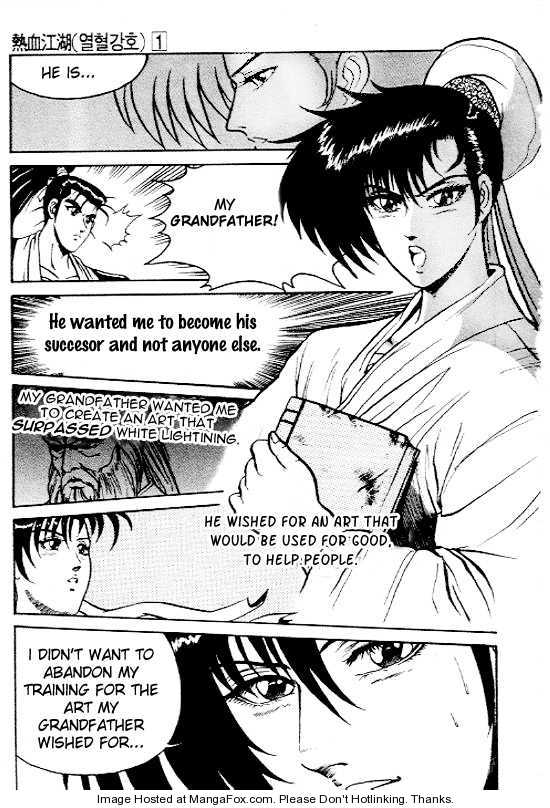 熱血江湖(열혈강호) 1
HE IS...
MY
GRANDFATHER!
He wanted me to become his
succesor and not anyone else.
MY GRANDFATHER WANTED ME
TO CREATE AN ART THAT
SURPASSED WHITE LIGHTINING.
HE WISHED FOR AN ART THAT
WOULD BE USED FOR GOOD,
TO HELP PEOPLE.
I DIDN'T WANT TO
ABANDON MY
TRAINING FOR THE
ART MY
GRANDFATHER
WISHED FOR...
Image Hosted at MangaFox.com. Please Don't Hotlinking. Thanks.